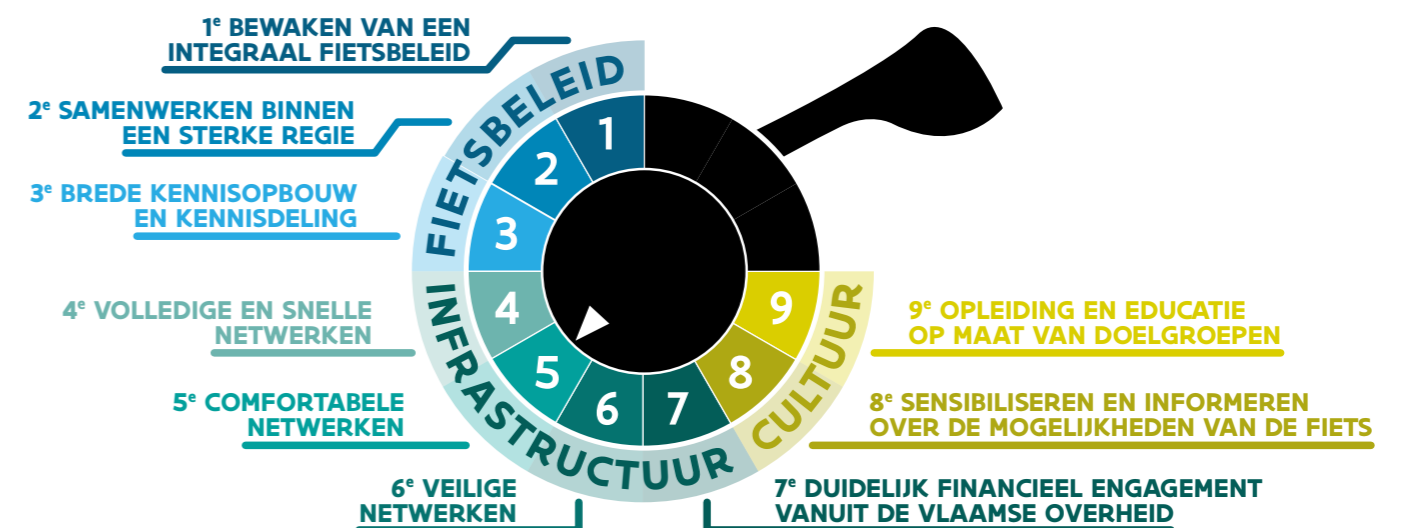 1e BEWAKEN VAN EEN
INTEGRAAL FIETSBELEID
2e SAMENWERKEN BINNEN
EEN STERKE REGIE
3e BREDE KENNISOPBOUW
EN KENNISDELING
4e VOLLEDIGE EN SNELLE
NETWERKEN
5e COMFORTABELE
NETWERKEN
6e VEILIGE
NETWERKEN
7e DUIDELIJK FINANCIEEL ENGAGEMENT
VANUIT DE VLAAMSE OVERHEID
8e SENSIBILISEREN EN INFORMEREN
OVER DE MOGELIJKHEDEN VAN DE FIETS
9e OPLEIDING EN EDUCATIE
OP MAAT VAN DOELGROEPEN
FIETSBELEID
INFRASTRUCTUUR
CULTUUR
1
2
3
4
5
6
7
8
9